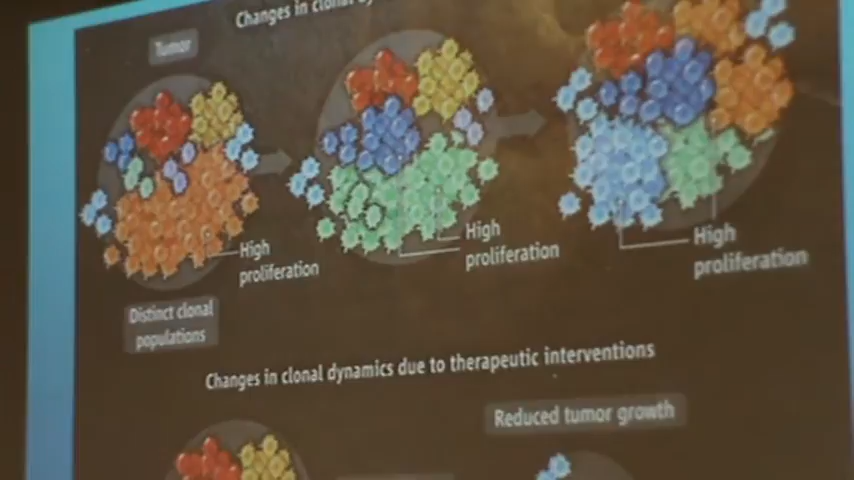 Changes in clonal
Tumor
High
proliferation
High
proliferation
High
proliferation
Distinct clonal
populations
Changes in clonal dynamics due to therapeutic interventions
Reduced tumor growth